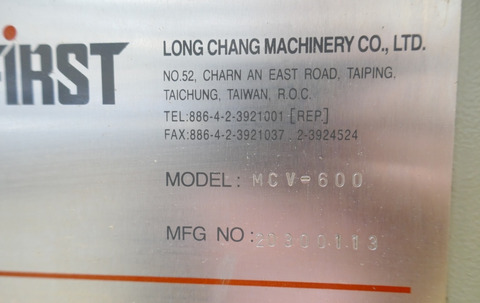 FIRST
LONG CHANG MACHINERY CO., LTD.
NO.52, CHARN AN EAST ROAD, TAIPING,
TAICHUNG, TAIWAN, R.O.C.
TEL:886-4-2-3921001 [REP]
FAX:886-4-2-3921037 . 2-3924524
MODEL: MCV-600
MFG NO: